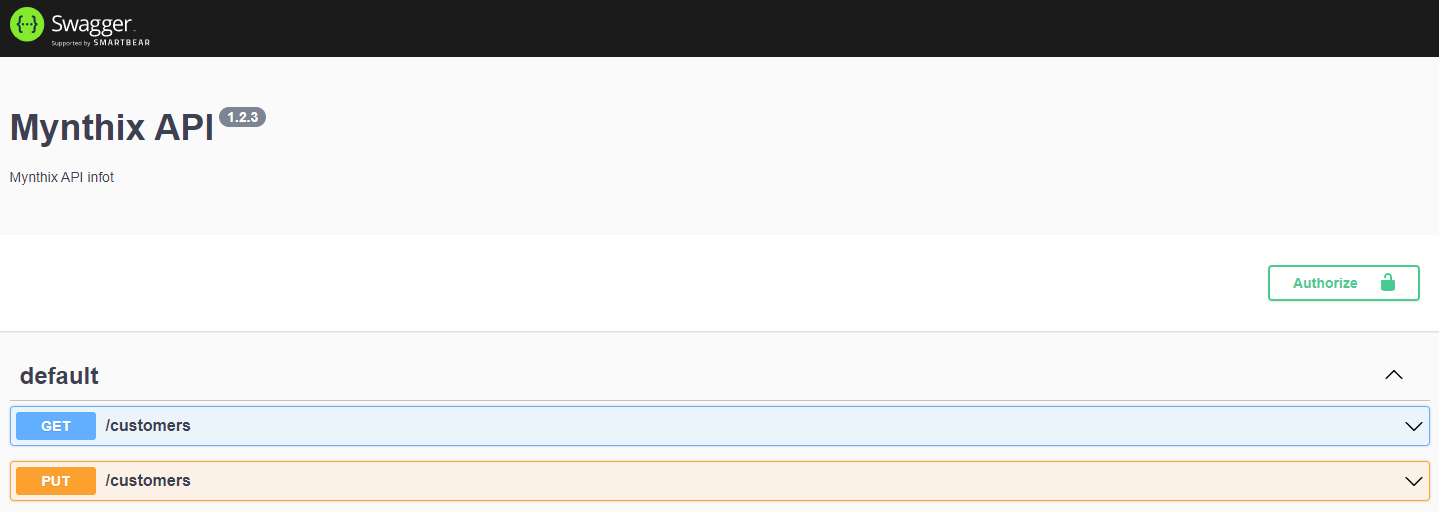 {···} Swagger
Supported by SMARTBEAR
Mynthix API 1.2.3
Mynthix API infot
Authorize
default
GET /customers
PUT /customers